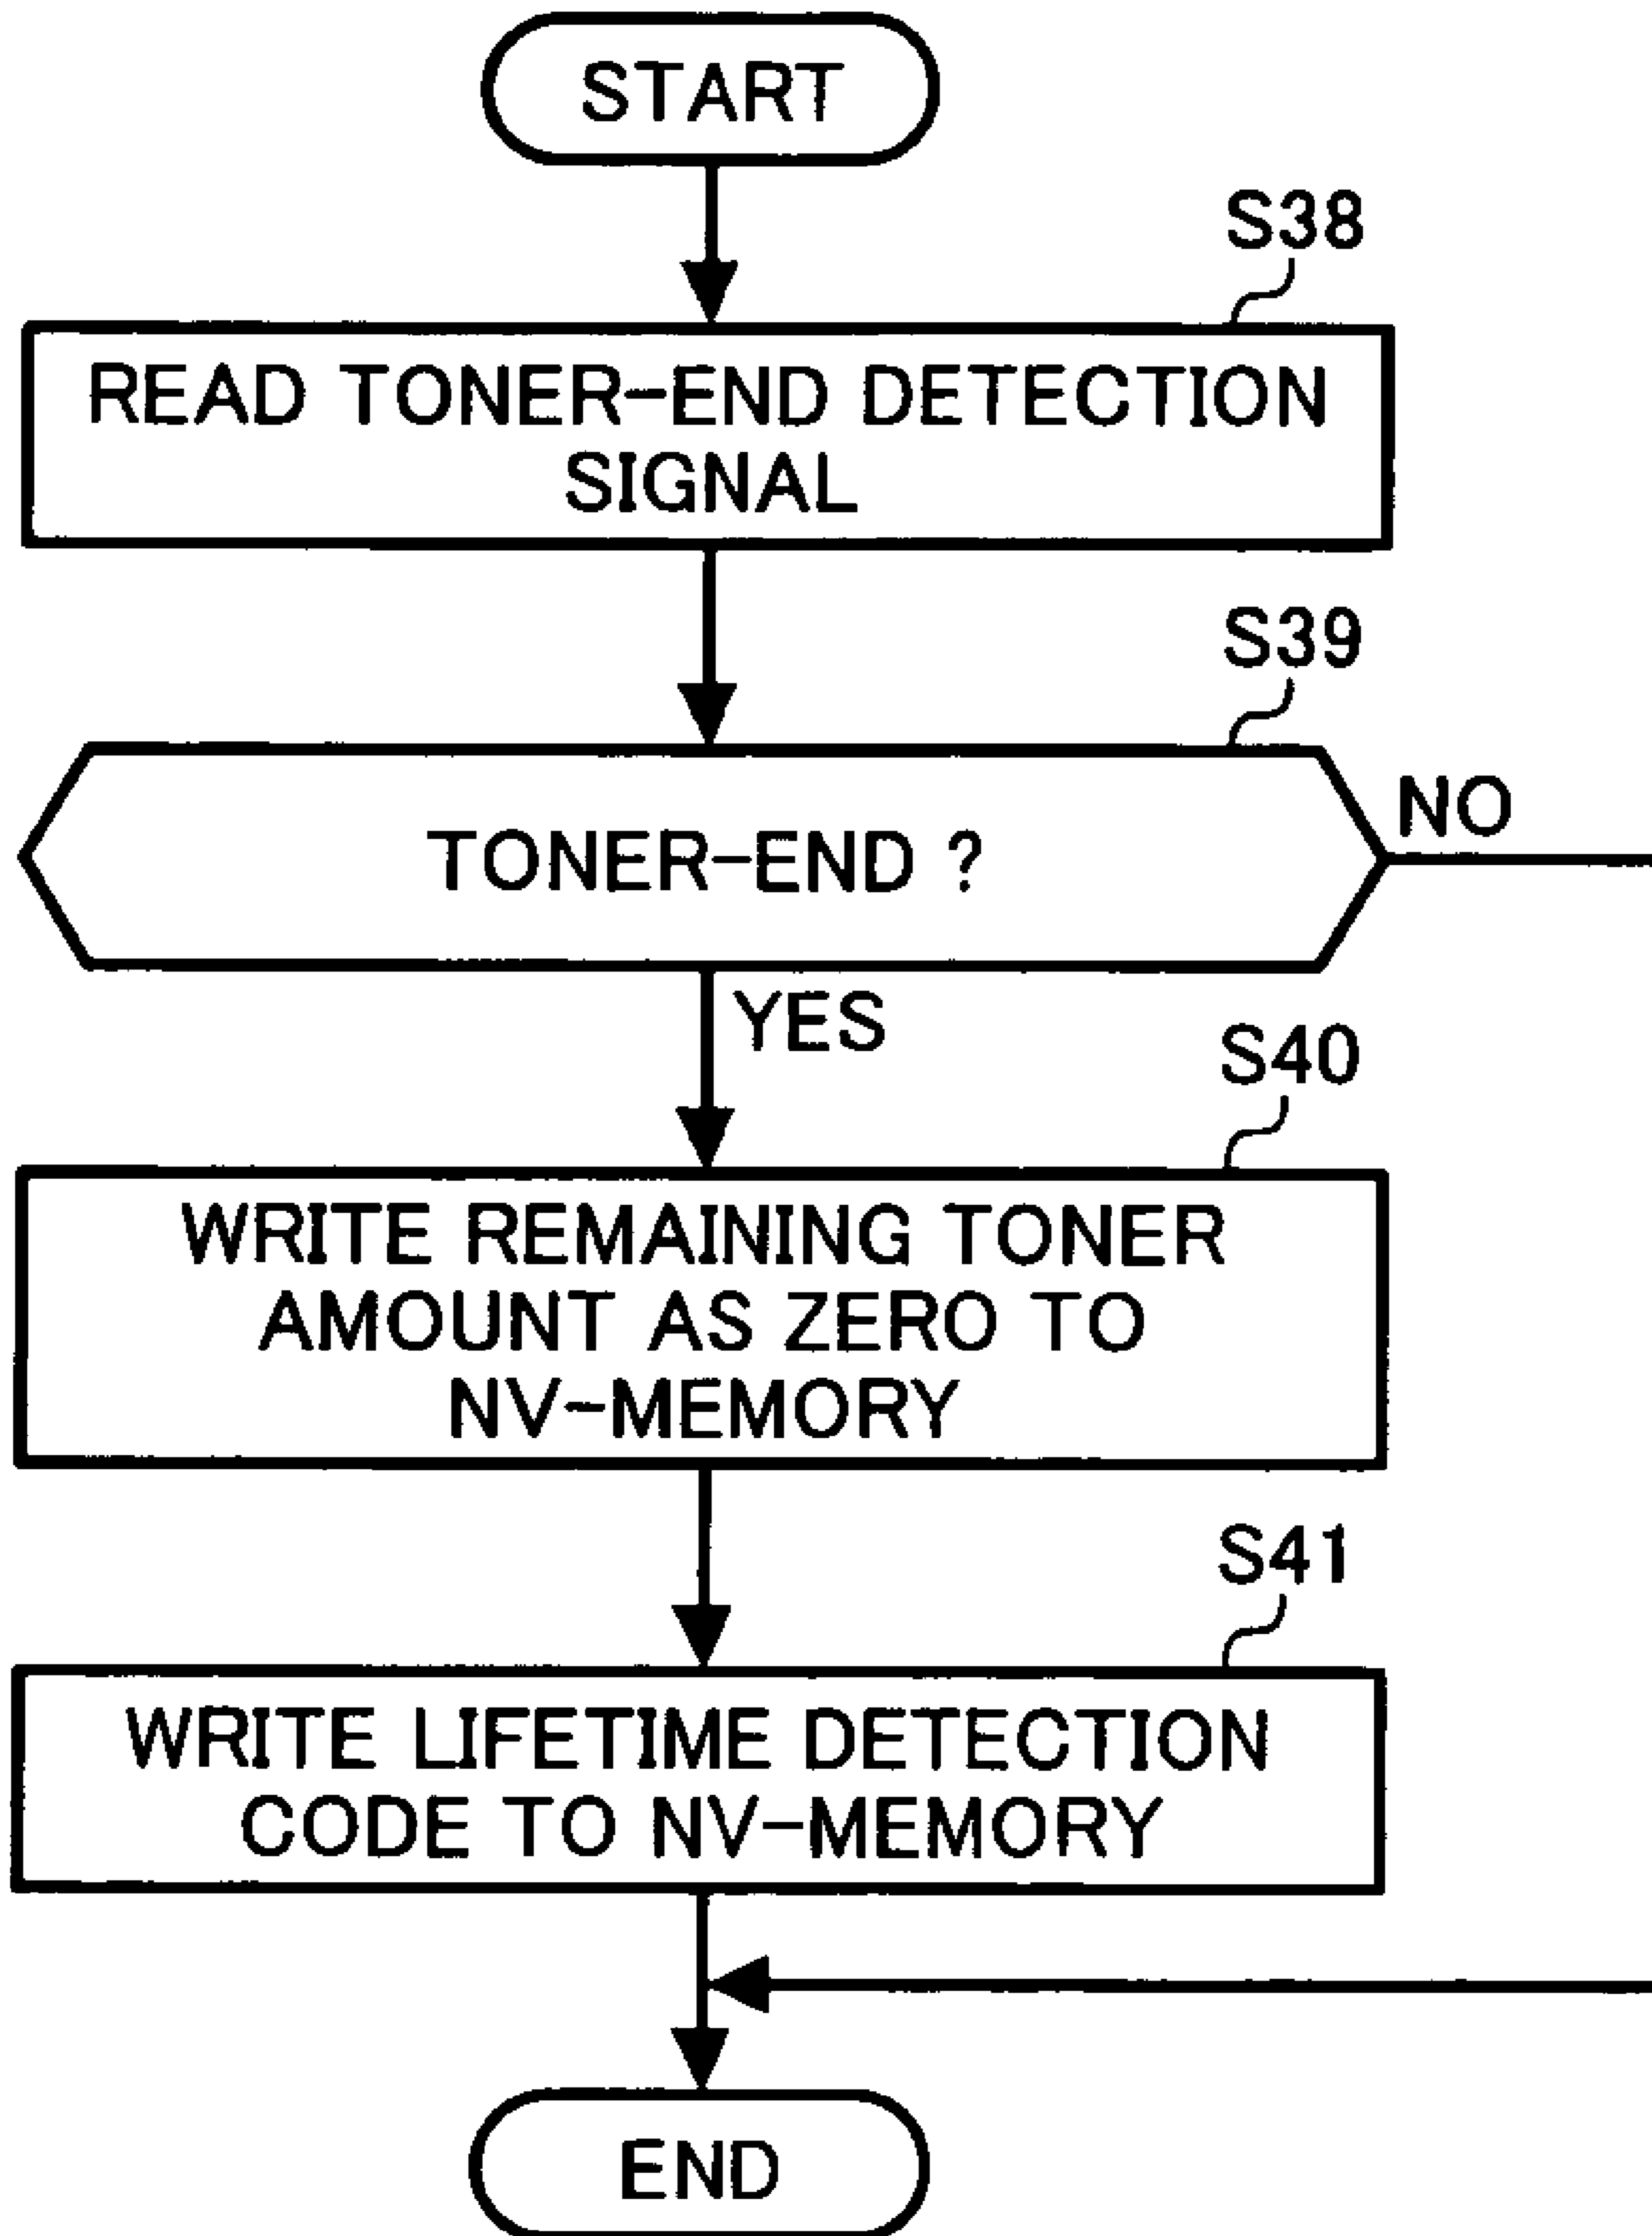 START
S38
READ TONER-END DETECTION
SIGNAL
S39
TONER-END ?
NO
YES
S40
WRITE REMAINING TONER
AMOUNT AS ZERO TO
NV-MEMORY
S41
WRITE LIFETIME DETECTION
CODE TO NV-MEMORY
END